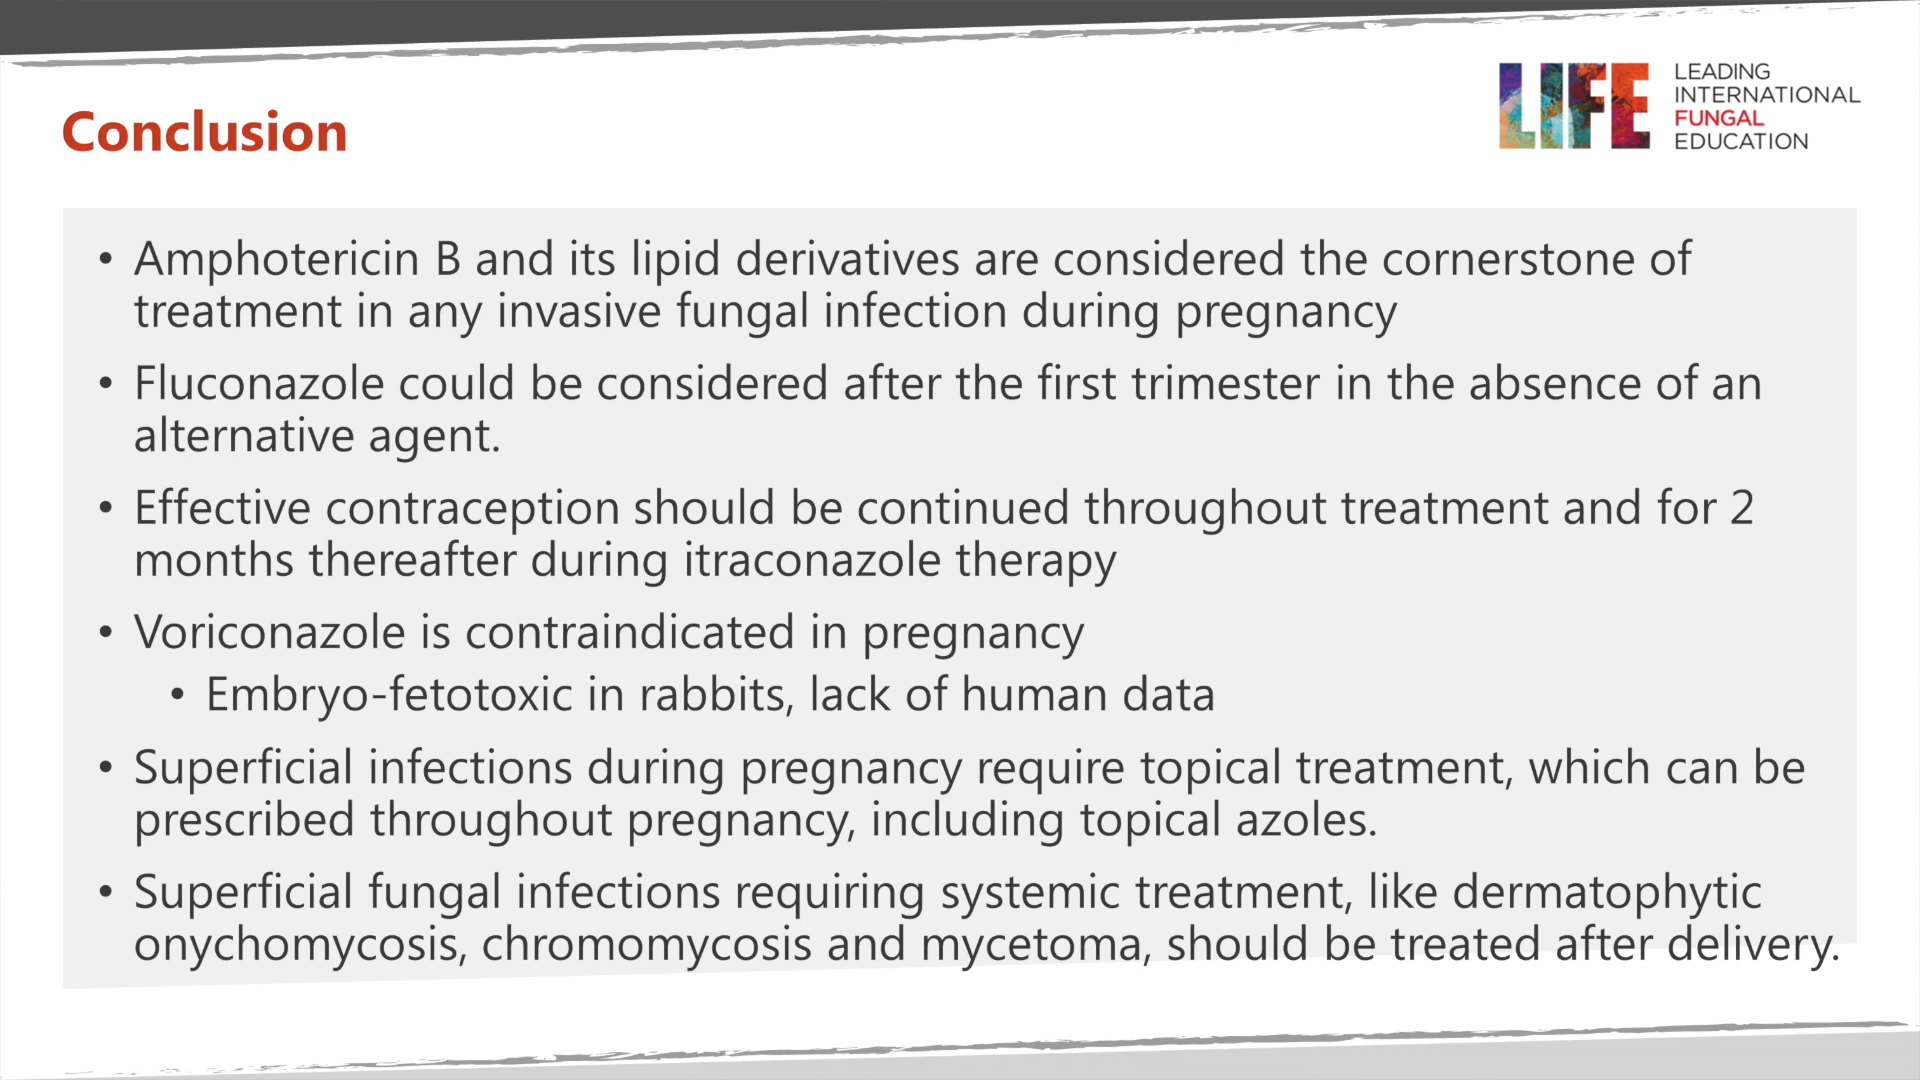 Conclusion
LIFE
LEADING
INTERNATIONAL
FUNGAL
EDUCATION
• Amphotericin B and its lipid derivatives are considered the cornerstone of
treatment in any invasive fungal infection during pregnancy
• Fluconazole could be considered after the first trimester in the absence of an
alternative agent.
• Effective contraception should be continued throughout treatment and for 2
months thereafter during itraconazole therapy
• Voriconazole is contraindicated in pregnancy
• Embryo-fetotoxic in rabbits, lack of human data
• Superficial infections during pregnancy require topical treatment, which can be
prescribed throughout pregnancy, including topical azoles.
• Superficial fungal infections requiring systemic treatment, like dermatophytic
onychomycosis, chromomycosis and mycetoma, should be treated after delivery.